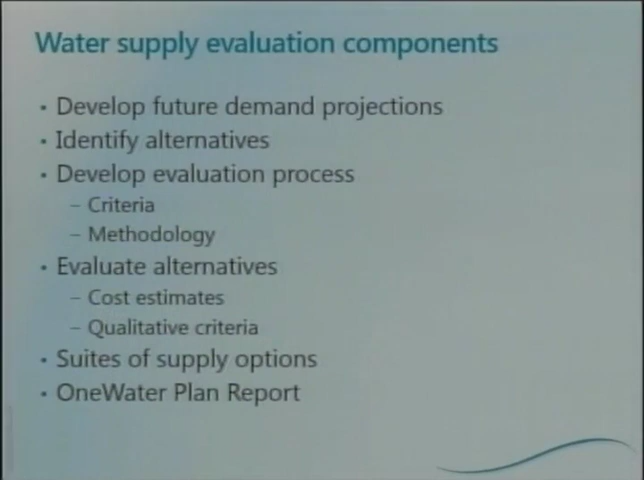 Water supply evaluation components
• Develop future demand projections
• Identify alternatives
• Develop evaluation process
– Criteria
– Methodology
• Evaluate alternatives
– Cost estimates
– Qualitative criteria
• Suites of supply options
• OneWater Plan Report